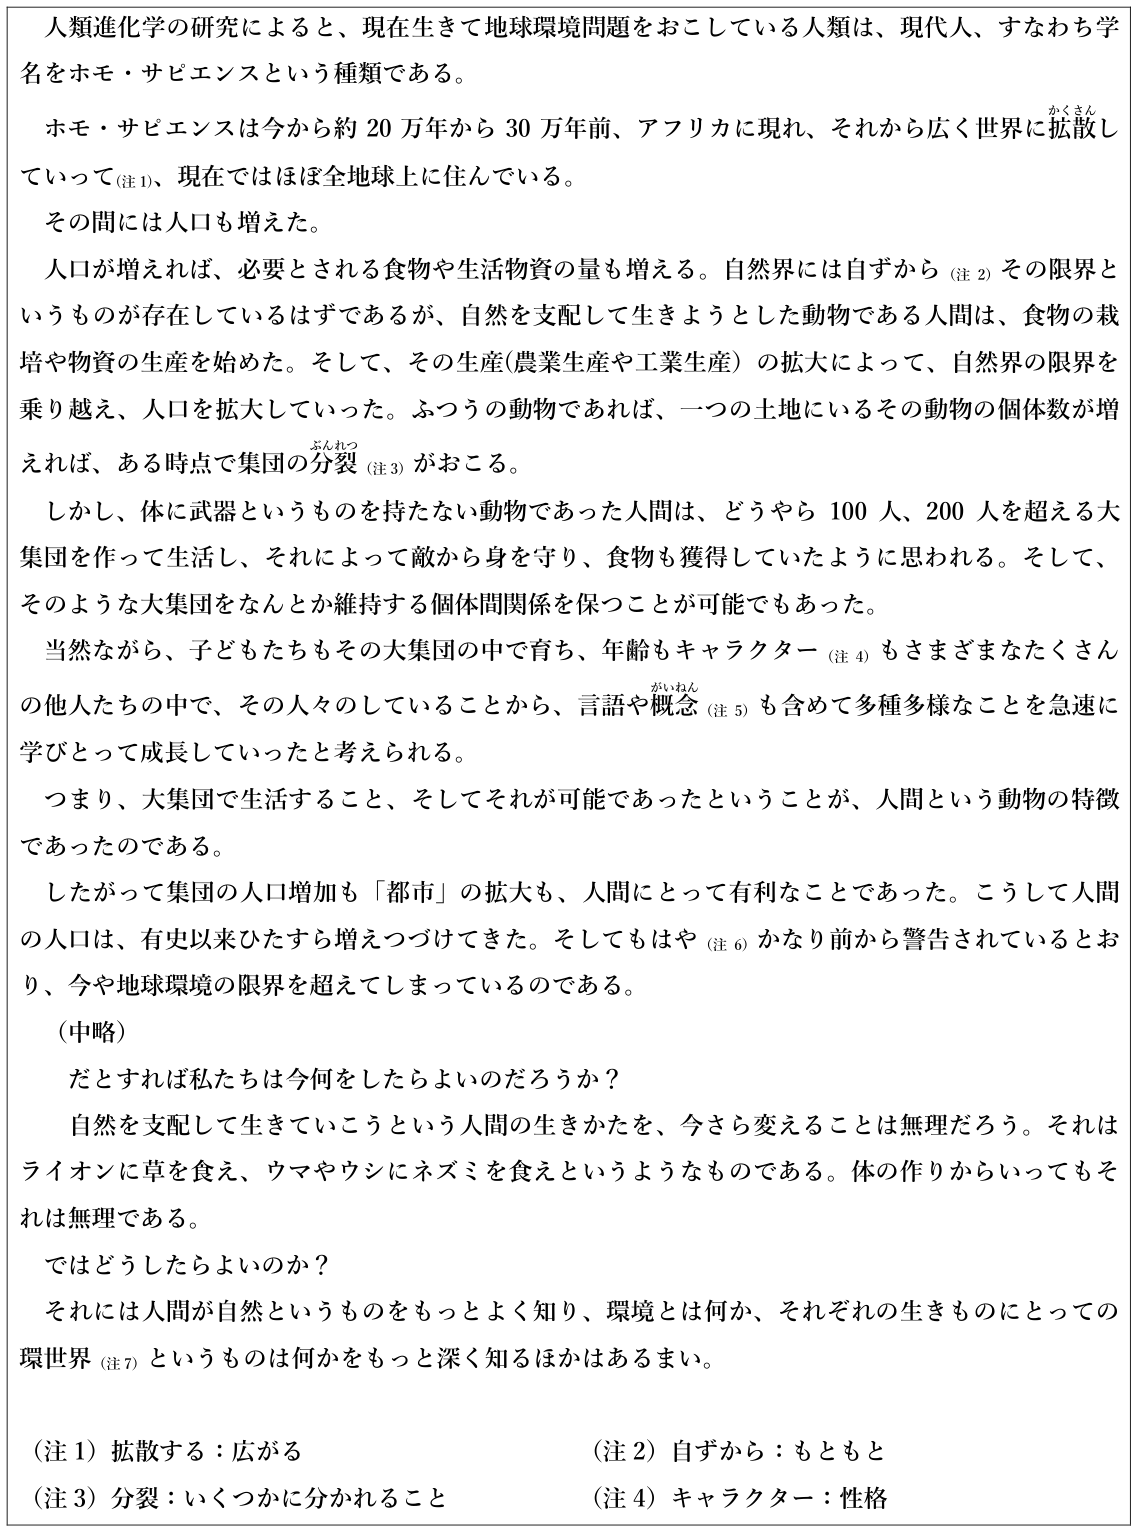 人類進化学の研究によると、現在生きて地球環境問題をおこしている人類は、現代人、すなわち学
名をホモ・サピエンスという種類である。
かくさん
ホモ・サピエンスは今から約 20 万年から 30 万年前、アフリカに現れ、それから広く世界に拡散し
ていって(注1)、現在ではほぼ全地球上に住んでいる。
その間には人口も増えた。
人口が増えれば、必要とされる食物や生活物資の量も増える。自然界には自ずから（注 2）その限界と
いうものが存在しているはずであるが、自然を支配して生きようとした動物である人間は、食物の栽
培や物資の生産を始めた。そして、その生産(農業生産や工業生産）の拡大によって、自然界の限界を
乗り越え、人口を拡大していった。ふつうの動物であれば、一つの土地にいるその動物の個体数が増
ぶんれつ
えれば、ある時点で集団の分裂（注3）がおこる。
しかし、体に武器というものを持たない動物であった人間は、どうやら 100 人、200 人を超える大
集団を作って生活し、それによって敵から身を守り、食物も獲得していたように思われる。そして、
そのような大集団をなんとか維持する個体間関係を保つことが可能でもあった。
当然ながら、子どもたちもその大集団の中で育ち、年齢もキャラクター（注 4）もさまざまなたくさん
がいねん
の他人たちの中で、その人々のしていることから、言語や概念（注 5）も含めて多種多様なことを急速に
学びとって成長していったと考えられる。
つまり、大集団で生活すること、そしてそれが可能であったということが、人間という動物の特徴
であったのである。
したがって集団の人口増加も「都市」の拡大も、人間にとって有利なことであった。こうして人間
の人口は、有史以来ひたすら増えつづけてきた。そしてもはや（注 6）かなり前から警告されているとお
り、今や地球環境の限界を超えてしまっているのである。
（中略）
だとすれば私たちは今何をしたらよいのだろうか？
自然を支配して生きていこうという人間の生きかたを、今さら変えることは無理だろう。それは
ライオンに草を食え、ウマやウシにネズミを食えというようなものである。体の作りからいってもそ
れは無理である。
ではどうしたらよいのか？
それには人間が自然というものをもっとよく知り、環境とは何か、それぞれの生きものにとっての
環世界（注7）というものは何かをもっと深く知るほかはあるまい。
（注 1）拡散する：広がる　（注 2）自ずから：もともと
（注 3）分裂：いくつかに分かれること　（注 4）キャラクター：性格